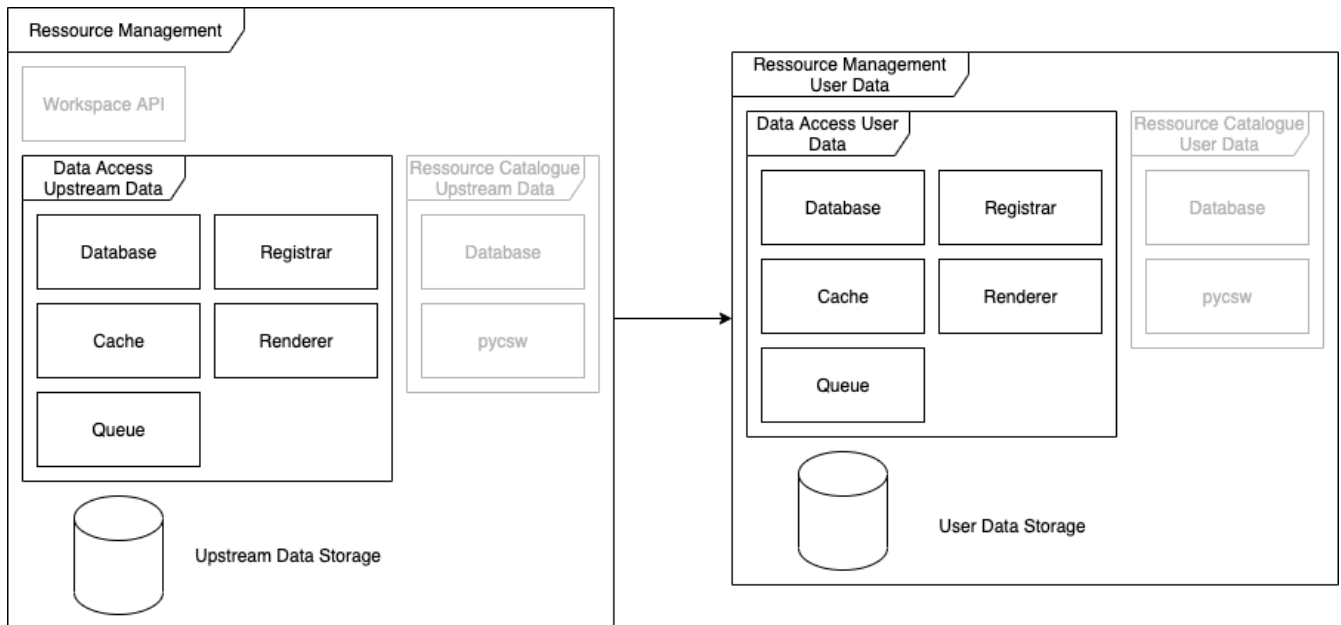 Ressource Management
Workspace API
Data Access
Upstream Data
Database
Registrar
Cache
Renderer
Queue
Ressource Catalogue
Upstream Data
Database
pycsw
Upstream Data Storage
Ressource Management
User Data
Data Access User
Data
Database
Registrar
Cache
Renderer
Queue
Ressource Catalogue
User Data
Database
pycsw
User Data Storage